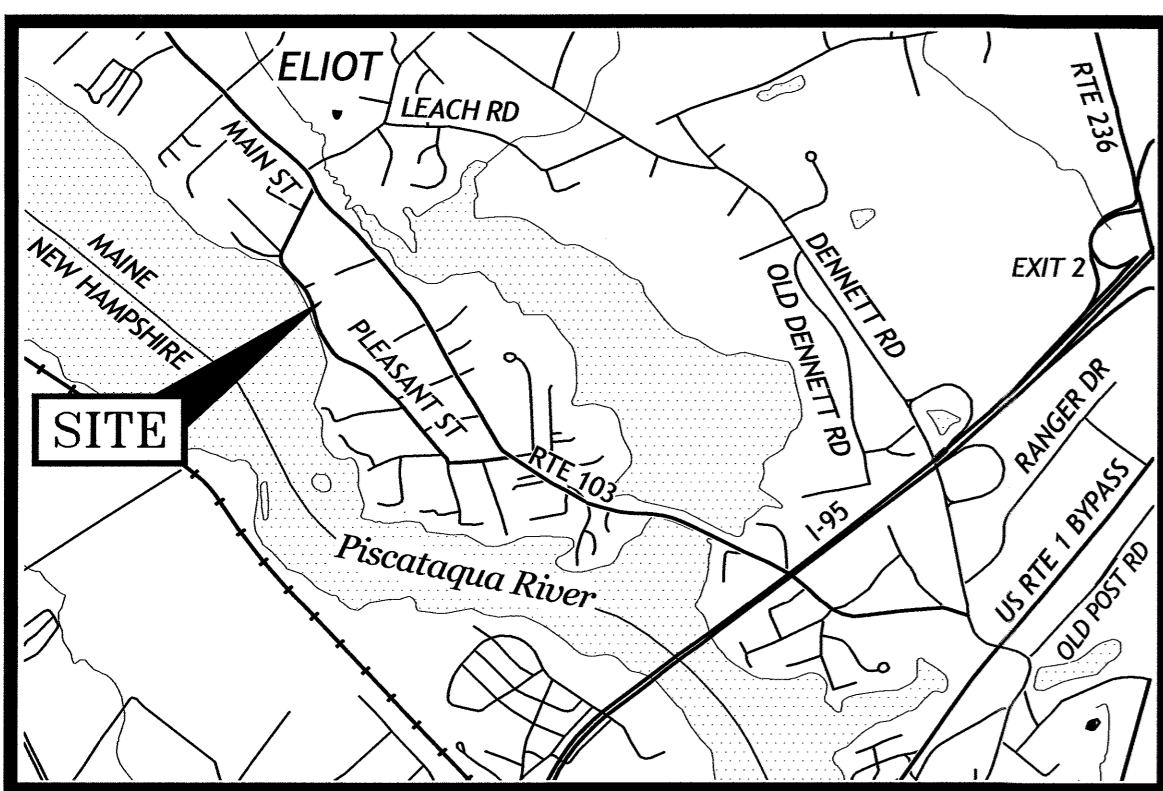 ELIOT
LEACH RD
RTE 236
MAIN ST
MAINE
NEW HAMPSHIRE
DENNETT RD
OLD DENNETT RD
EXIT 2
PLEASANT ST
SITE
RTE 103
RANGER DR
I-95
US RTE 1 BYPASS
OLD POST RD
Piscataqua River